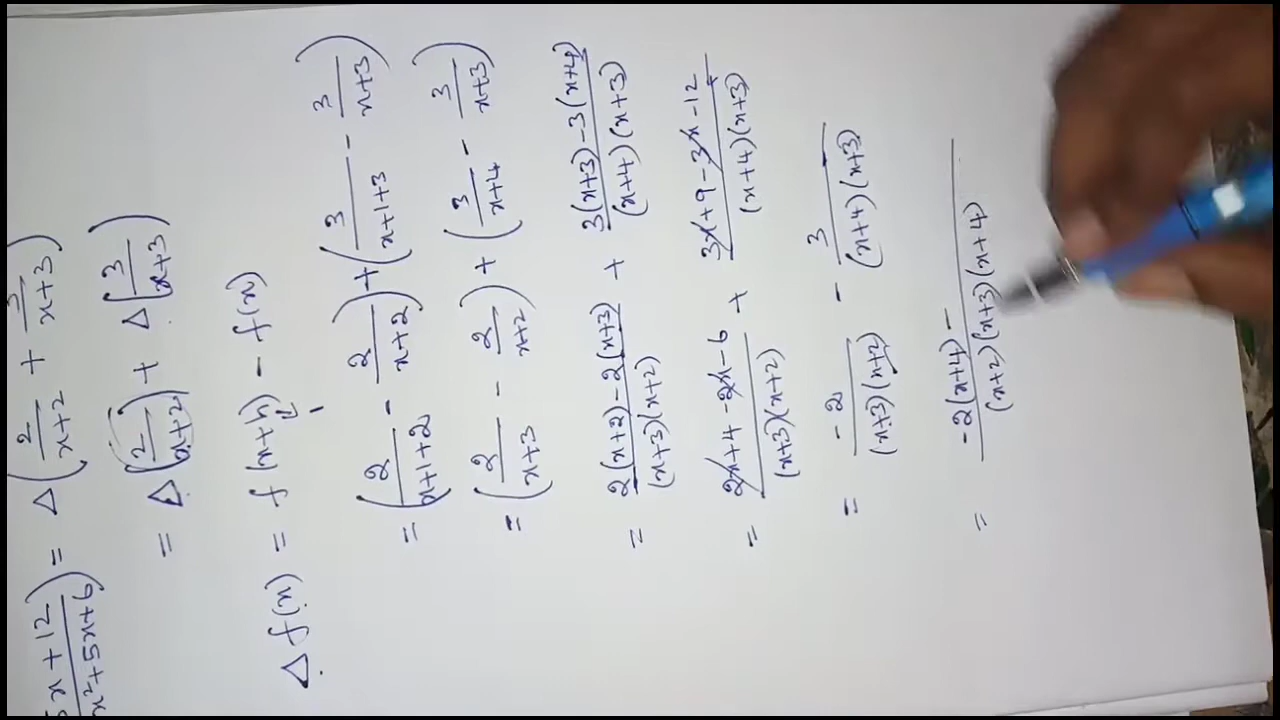 5x+12/x²+5x+6) = Δ(2/x+2 + 3/x+3)
= Δ(2/x+2) + Δ(3/x+3)
Δf(x) = f(x+h) - f(x)
1
= (2/x+1+2 - 2/x+2) + (3/x+1+3 - 3/x+3)
= (2/x+3 - 2/x+2) + (3/x+4 - 3/x+3)
= 2(x+2)-2(x+3)/(x+3)(x+2) + 3(x+3)-3(x+4)/(x+4)(x+3)
= 2x+4-2x-6/(x+3)(x+2) + 3x+9-3x-12/(x+4)(x+3)
= -2/(x+3)(x+2) - 3/(x+4)(x+3)
= -2(x+4)-/(x+2)(x+3)(x+4)